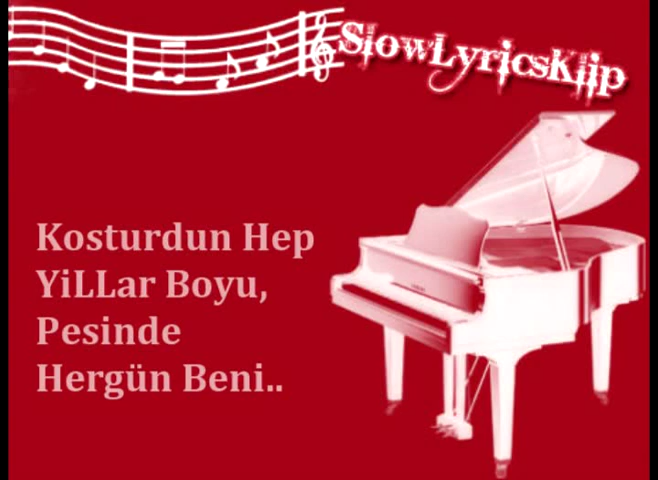 SlowLyricsKlip
Kosturdun Hep
YiLLar Boyu,
Pesinde
Hergün Beni..